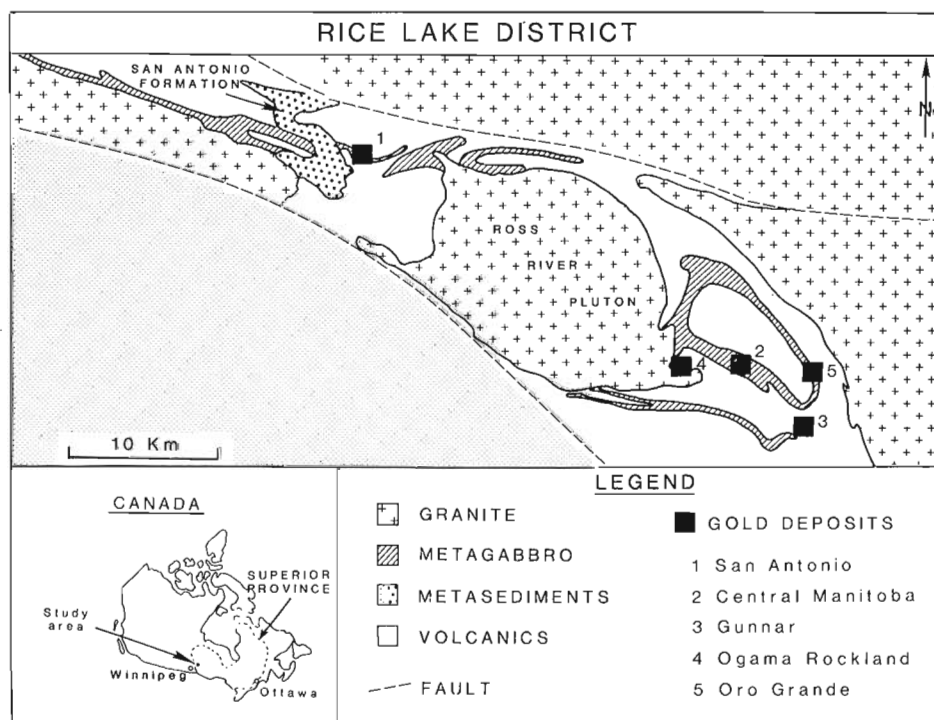 RICE LAKE DISTRICT
SAN ANTONIO
FORMATION
N
1
ROSS
RIVER
PLUTON
2
4
5
3
10 Km
CANADA
SUPERIOR
PROVINCE
Study
area
Winnipeg
Ottawa
LEGEND
GRANITE
METAGABBRO
METASEDIMENTS
VOLCANICS
FAULT
GOLD DEPOSITS
1 San Antonio
2 Central Manitoba
3 Gunnar
4 Ogama Rockland
5 Oro Grande